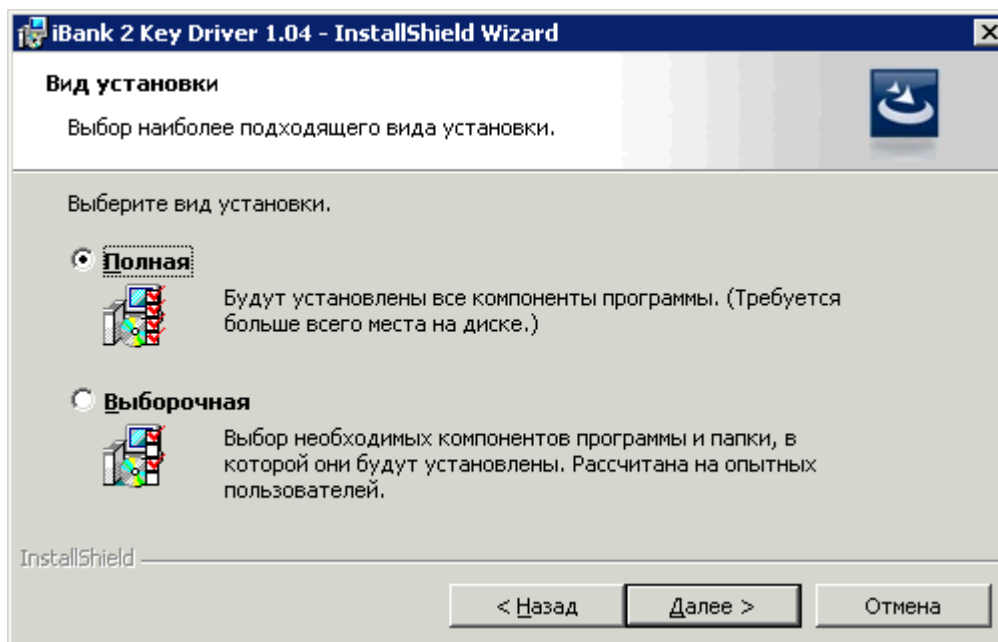 iBank 2 Key Driver 1.04 - InstallShield Wizard
Вид установки
Выбор наиболее подходящего вида установки.
Выберите вид установки.
Полная
Будут установлены все компоненты программы. (Требуется
больше всего места на диске.)
Выборочная
Выбор необходимых компонентов программы и папки, в
которой они будут установлены. Рассчитана на опытных
пользователей.
InstallShield
< Назад Далее > Отмена